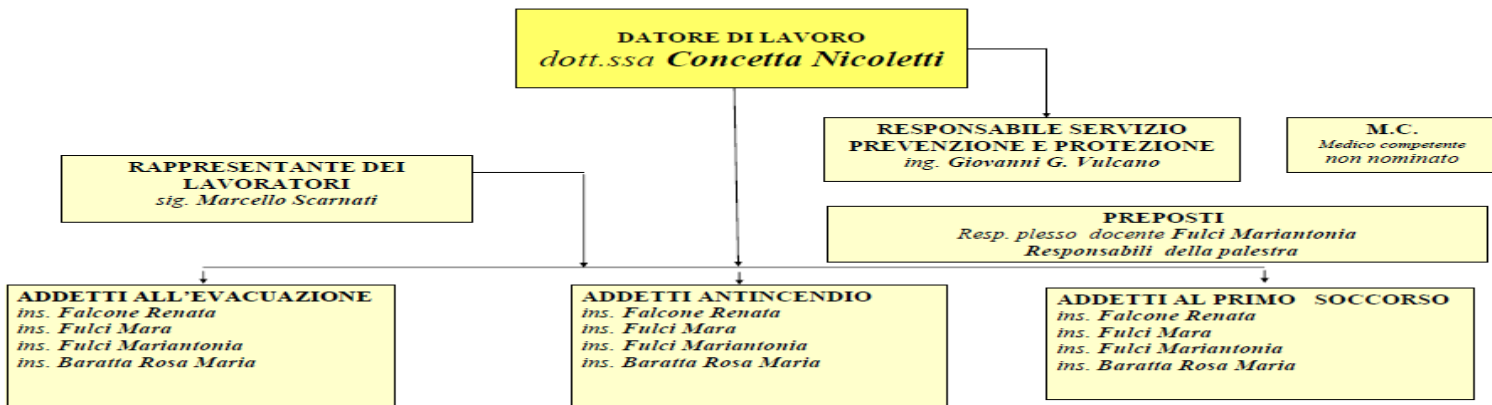 DATORE DI LAVORO
dott.ssa Concetta Nicoletti
RESPONSABILE SERVIZIO
PREVENZIONE E PROTEZIONE
ing. Giovanni G. Vulcano
M.C.
Medico competente
non nominato
RAPPRESENTANTE DEI
LAVORATORI
sig. Marcello Scarnati
PREPOSTI
Resp. plesso docente Fulci Mariantonia
Responsabili della palestra
ADDETTI ALL'EVACUAZIONE
ins. Falcone Renata
ins. Fulci Mara
ins. Fulci Mariantonia
ins. Baratta Rosa Maria
ADDETTI ANTINCENDIO
ins. Falcone Renata
ins. Fulci Mara
ins. Fulci Mariantonia
ins. Baratta Rosa Maria
ADDETTI AL PRIMO SOCCORSO
ins. Falcone Renata
ins. Fulci Mara
ins. Fulci Mariantonia
ins. Baratta Rosa Maria